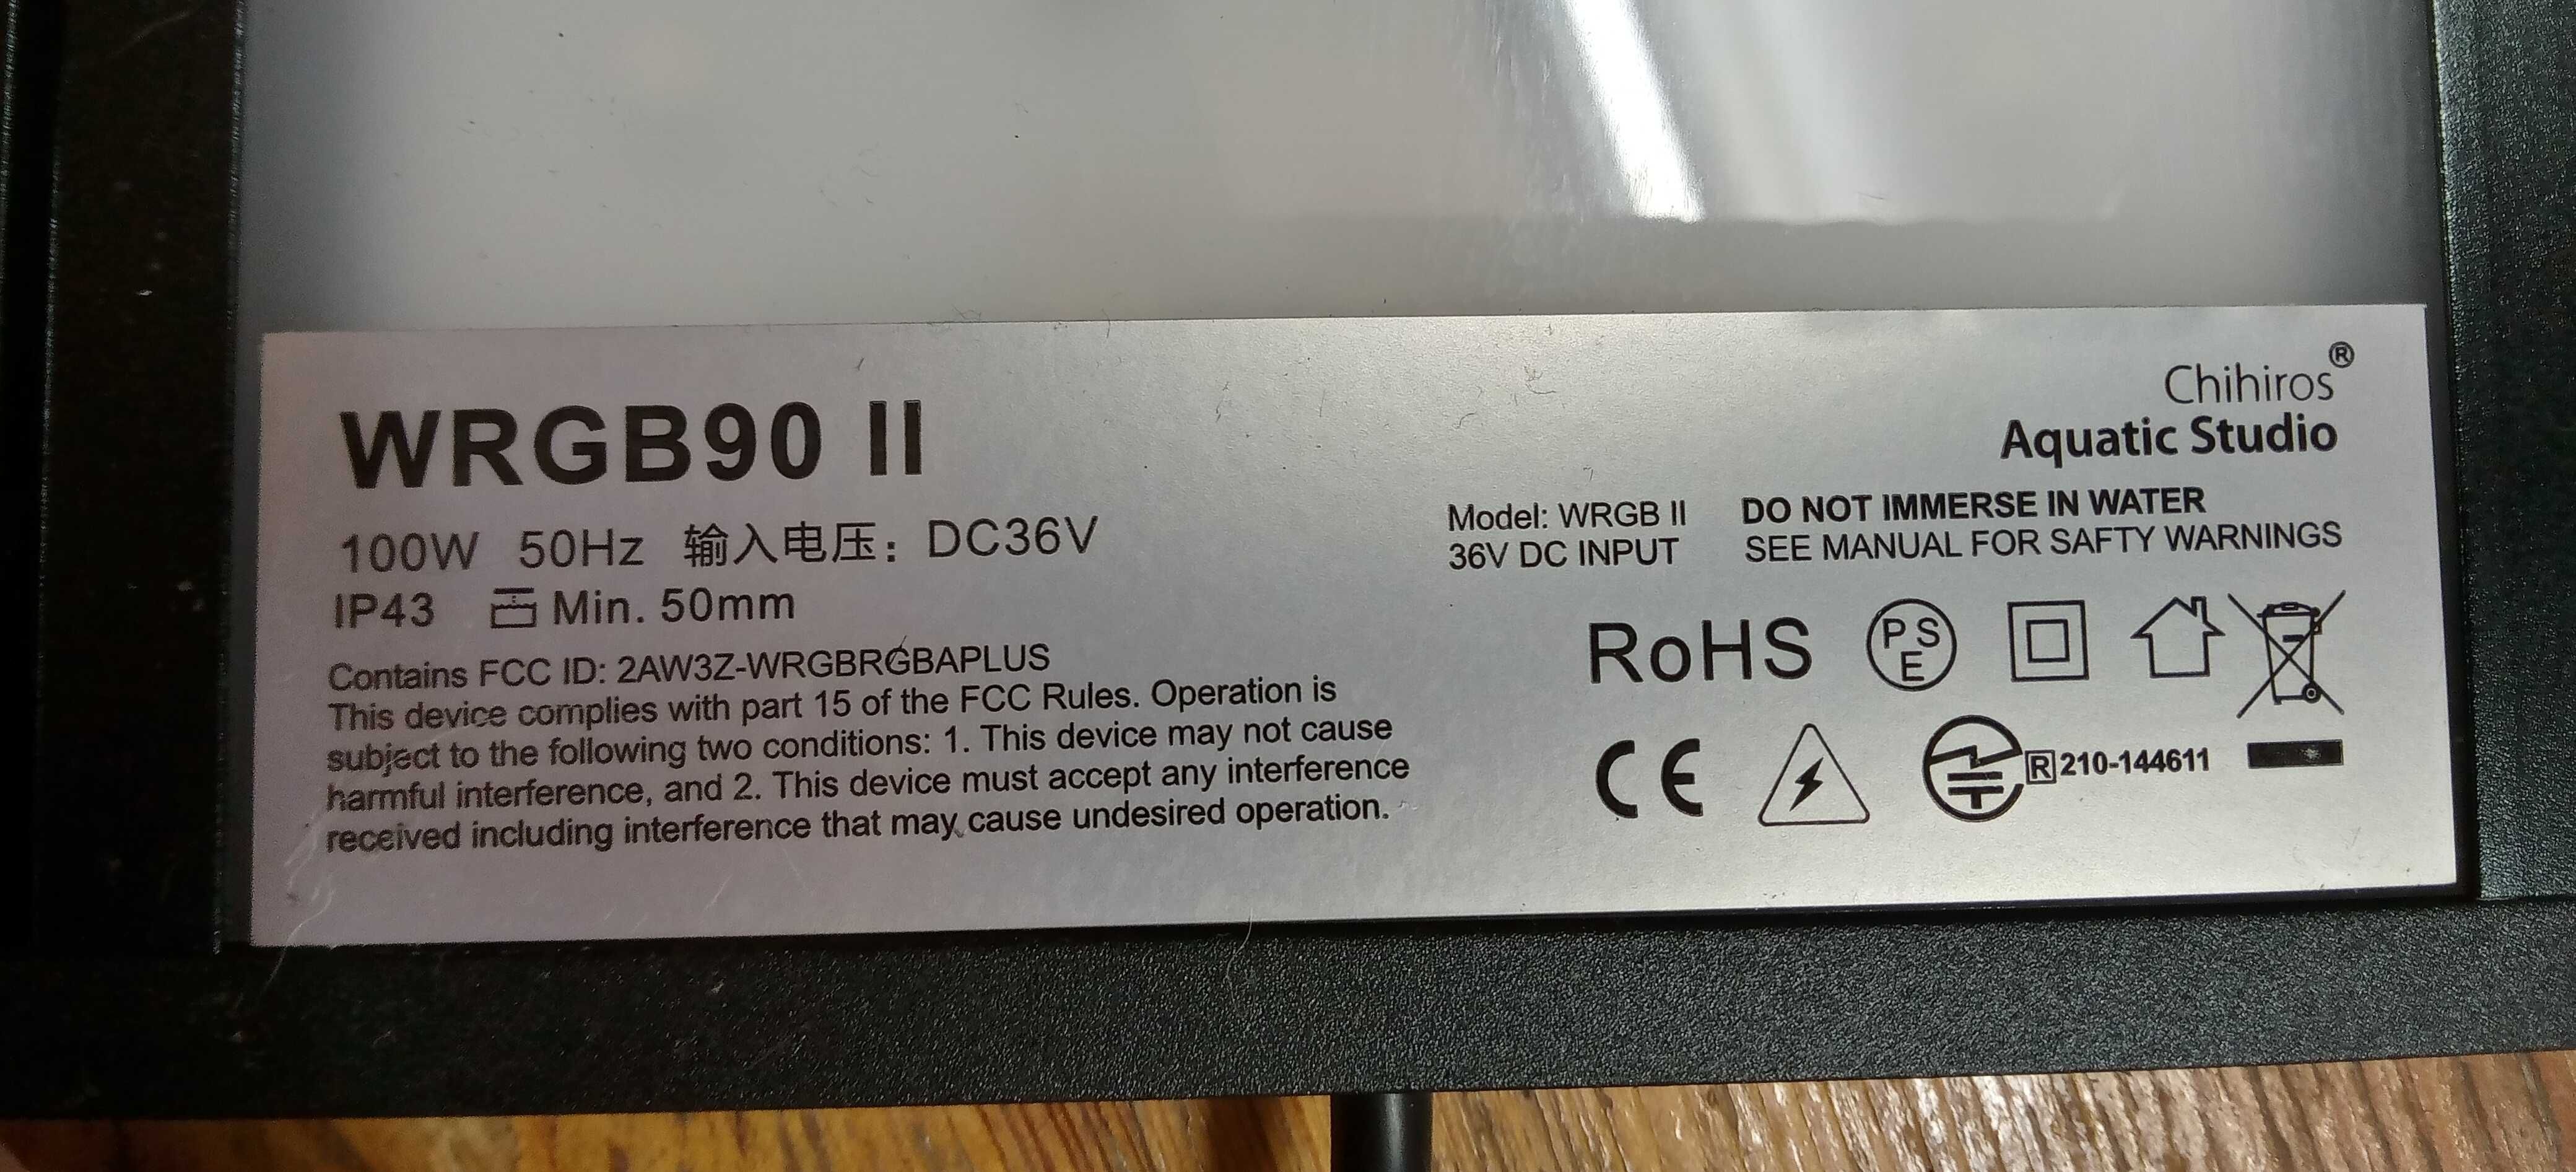 WRGB90 II
100W 50Hz 输入电压：DC36V
IP43 Min. 50mm
Contains FCC ID: 2AW3Z-WRGBRGBAPLUS
This device complies with part 15 of the FCC Rules. Operation is
subject to the following two conditions: 1. This device may not cause
harmful interference, and 2. This device must accept any interference
received including interference that may cause undesired operation.
Chihiros®
Aquatic Studio
Model: WRGB II
36V DC INPUT
DO NOT IMMERSE IN WATER
SEE MANUAL FOR SAFTY WARNINGS
RoHS PSE
CE R 210-144611